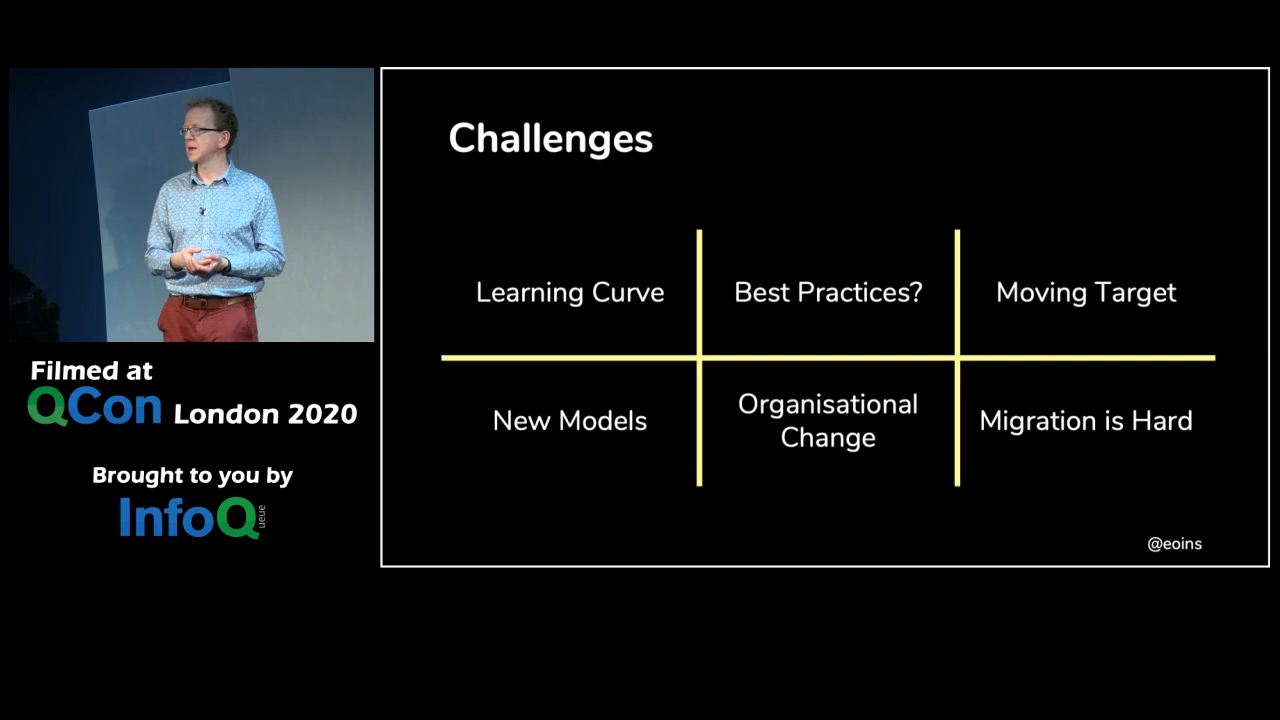 Challenges
Learning Curve
Best Practices?
Moving Target
New Models
Organisational
Change
Migration is Hard
@eoins
Filmed at
QCon London 2020
Brought to you by
InfoQ
ueue